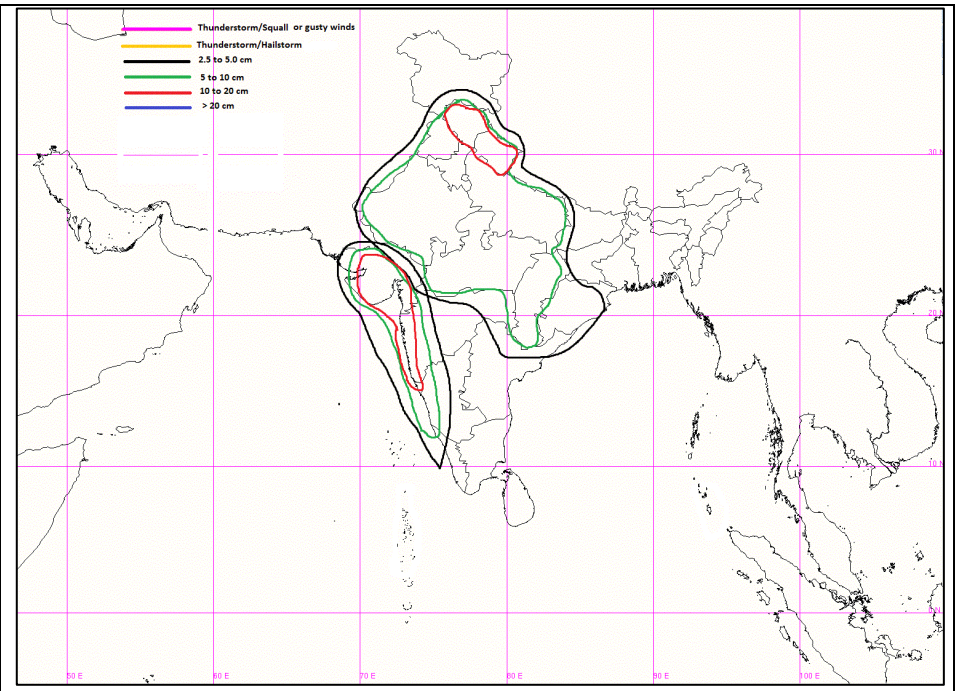 Thunderstorm/Squall or gusty winds
Thunderstorm/Hailstorm
2.5 to 5.0 cm
5 to 10 cm
10 to 20 cm
> 20 cm
30 N
20 N
10 N
50 E
60 E
70 E
80 E
90 E
100 E